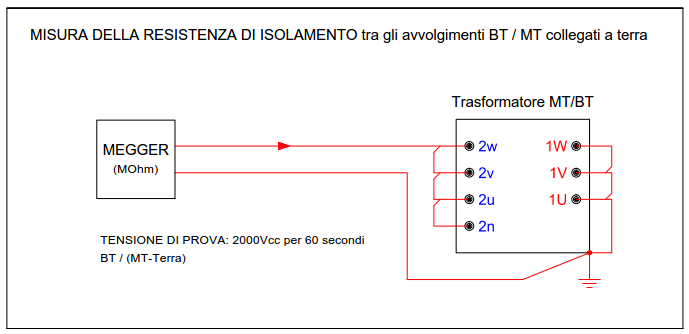 MISURA DELLA RESISTENZA DI ISOLAMENTO tra gli avvolgimenti BT / MT collegati a terra
Trasformatore MT/BT
MEGGER
(MOhm)
2w 1W
2v 1V
2u 1U
2n
TENSIONE DI PROVA: 2000Vcc per 60 secondi
BT / (MT-Terra)